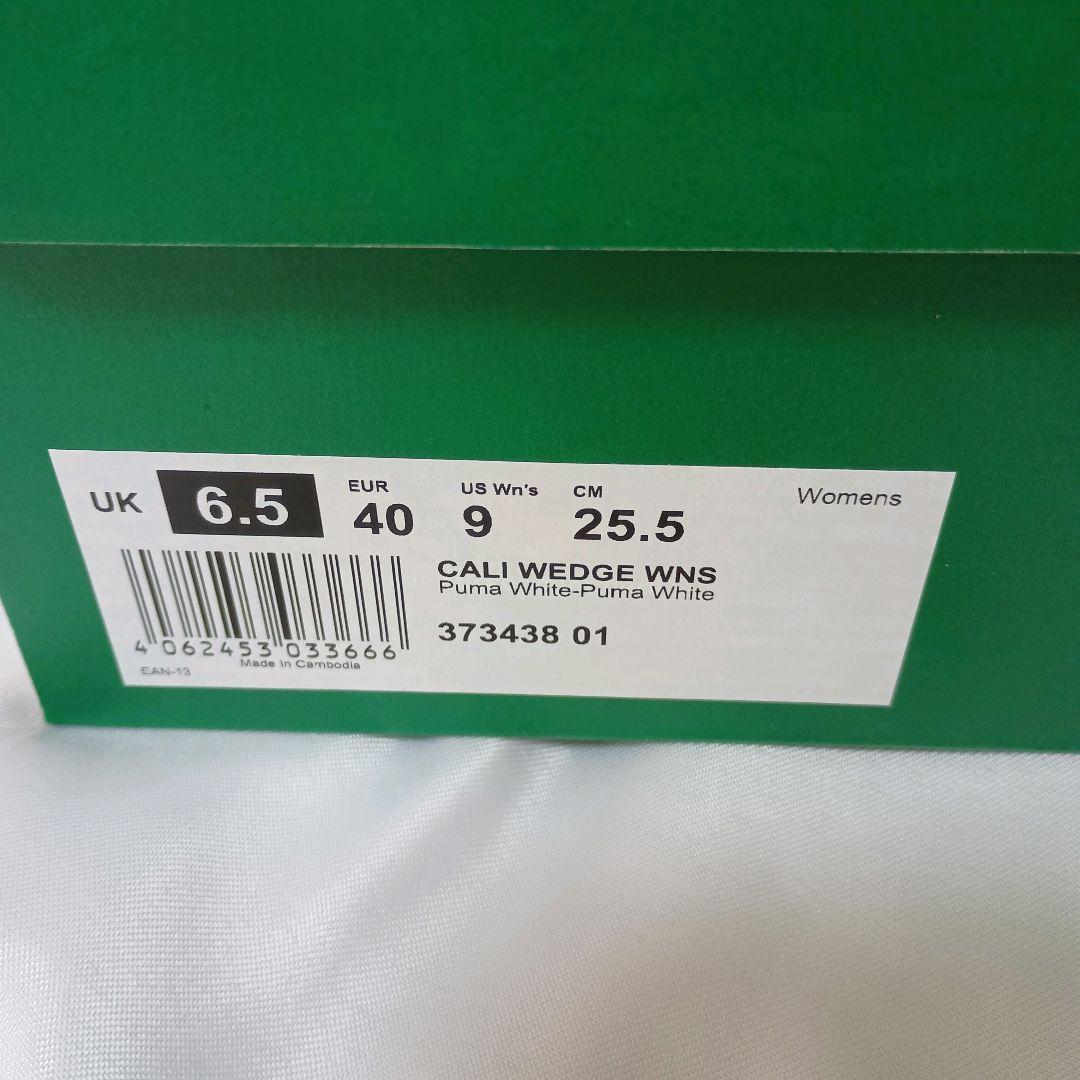 UK 6.5 EUR 40 US Wn's 9 CM 25.5 Womens
CALI WEDGE WNS
Puma White-Puma White
373438 01
4 062453 033666
Made in Cambodia
EAN-13